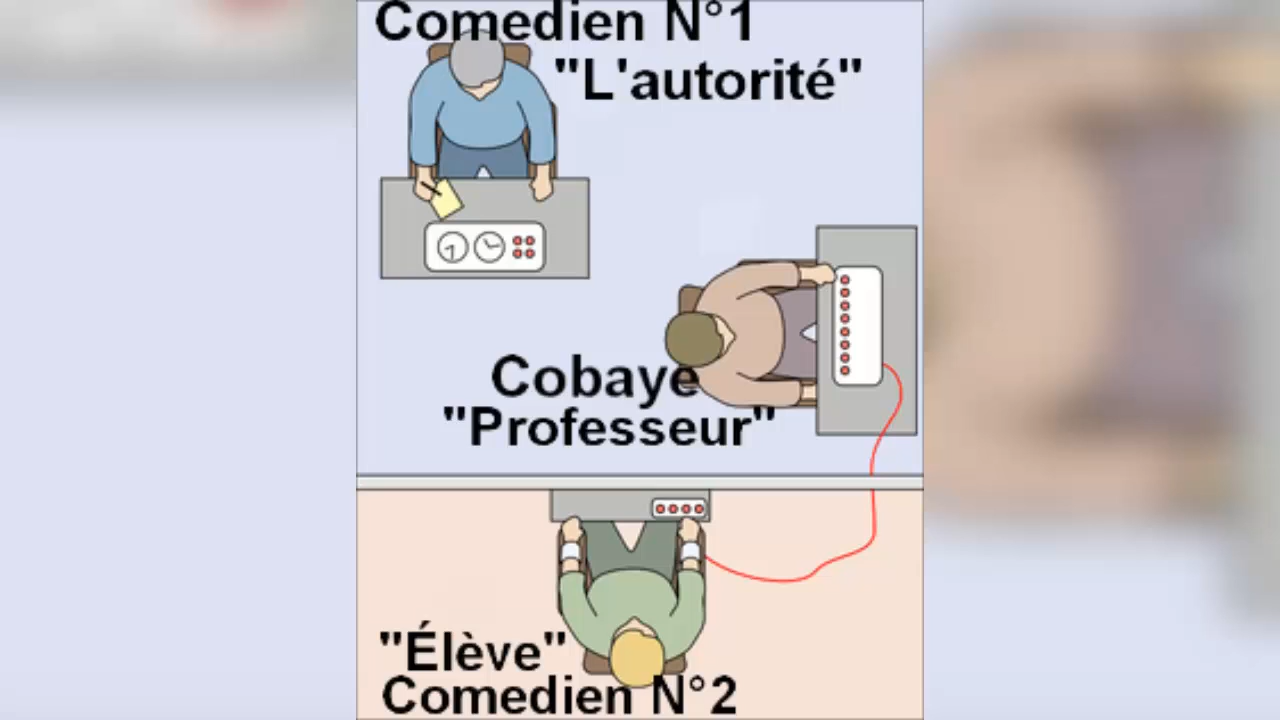 Comedien N°1
"L'autorité"
Cobaye
"Professeur"
"Élève"
Comedien N°2